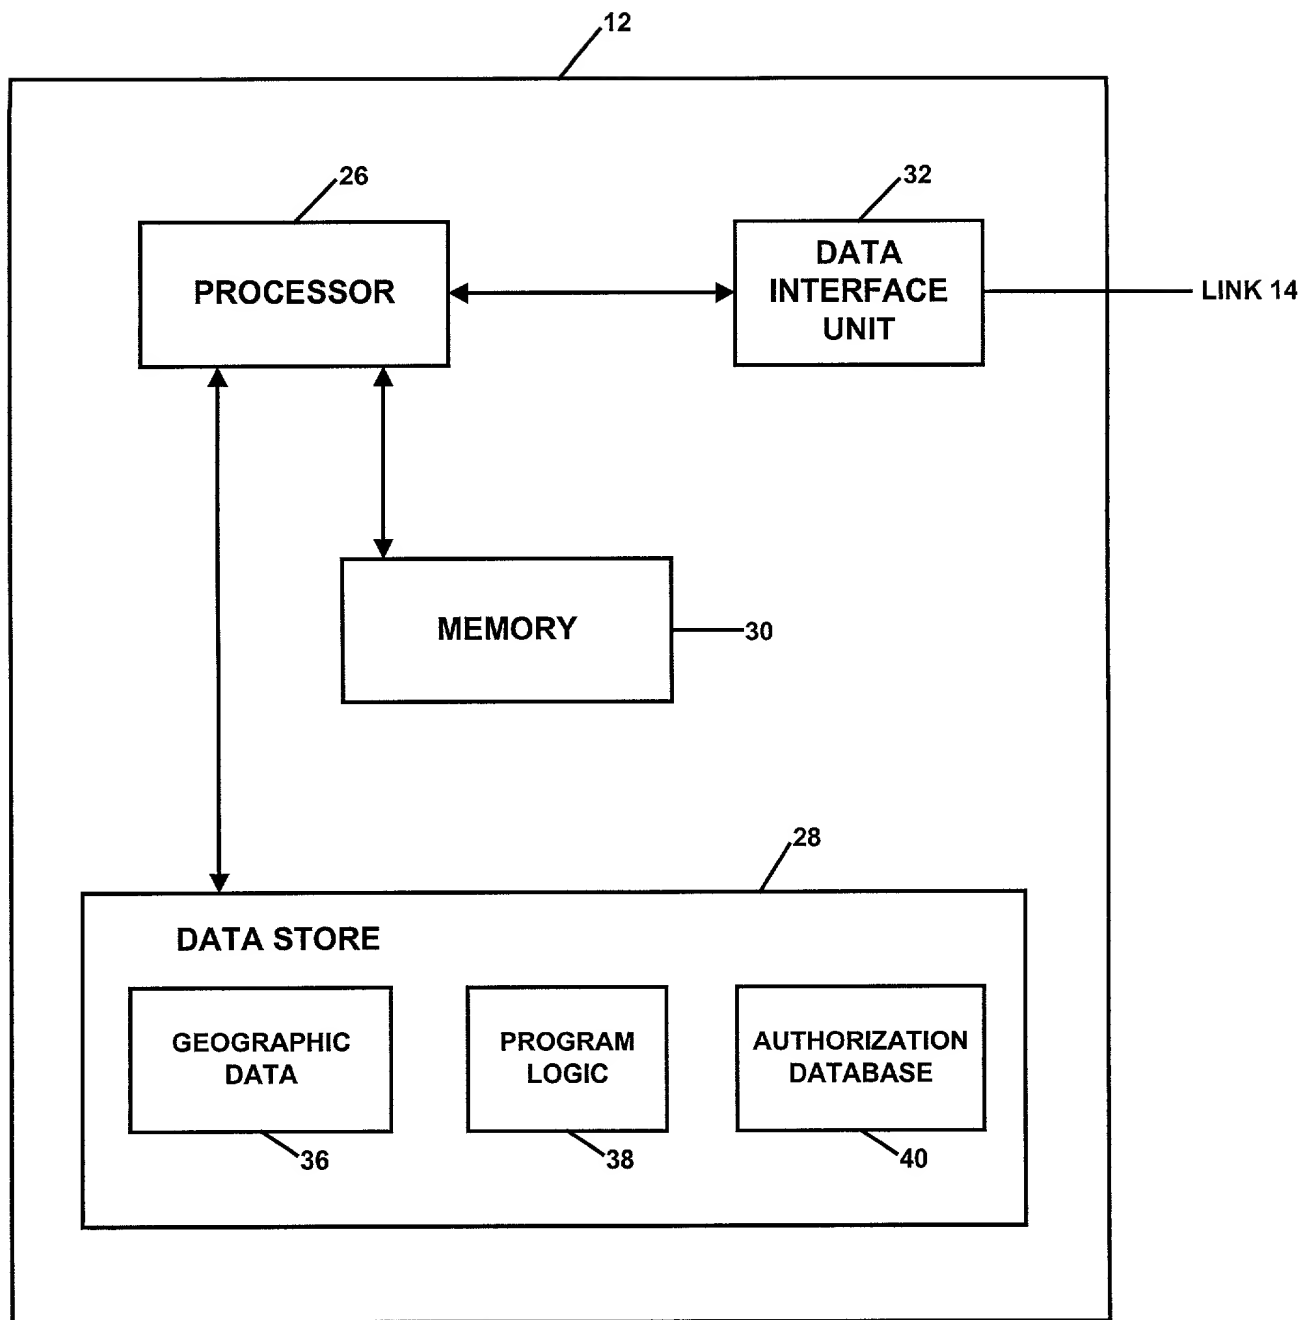 12
26
32
PROCESSOR
DATA
INTERFACE
UNIT
LINK 14
MEMORY
30
28
DATA STORE
GEOGRAPHIC
DATA
PROGRAM
LOGIC
AUTHORIZATION
DATABASE
36
38
40